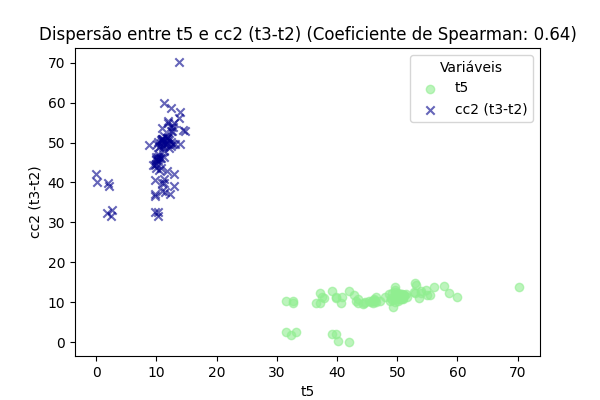 Dispersão entre t5 e cc2 (t3-t2) (Coeficiente de Spearman: 0.64)
Variáveis
t5
cc2 (t3-t2)
70
60
50
40
30
20
10
0
cc2 (t3-t2)
0 10 20 30 40 50 60 70
t5